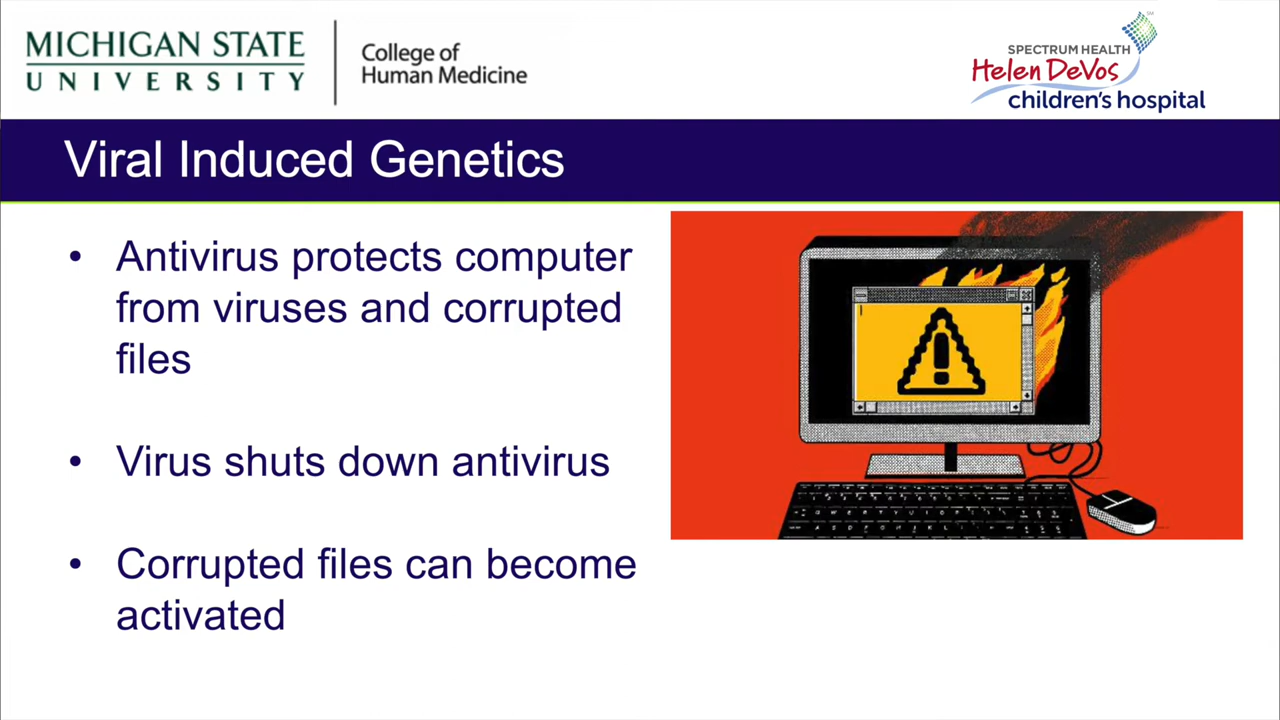 MICHIGAN STATE
UNIVERSITY
College of
Human Medicine
SPECTRUM HEALTH
Helen DeVos
children's hospital
Viral Induced Genetics
• Antivirus protects computer
from viruses and corrupted
files
• Virus shuts down antivirus
• Corrupted files can become
activated